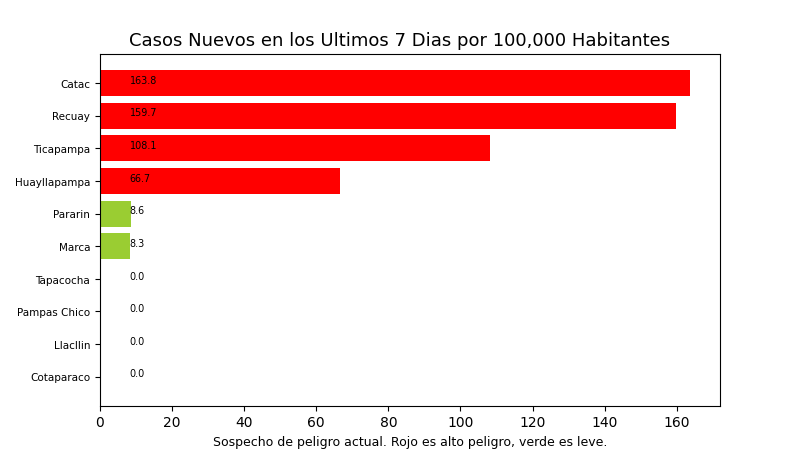 Casos Nuevos en los Ultimos 7 Dias por 100,000 Habitantes
Catac 163.8
Recuay 159.7
Ticapampa 108.1
Huayllapampa 66.7
Pararin 8.6
Marca 8.3
Tapacocha 0.0
Pampas Chico 0.0
Llacllin 0.0
Cotaparaco 0.0
0 20 40 60 80 100 120 140 160
Sospecho de peligro actual. Rojo es alto peligro, verde es leve.